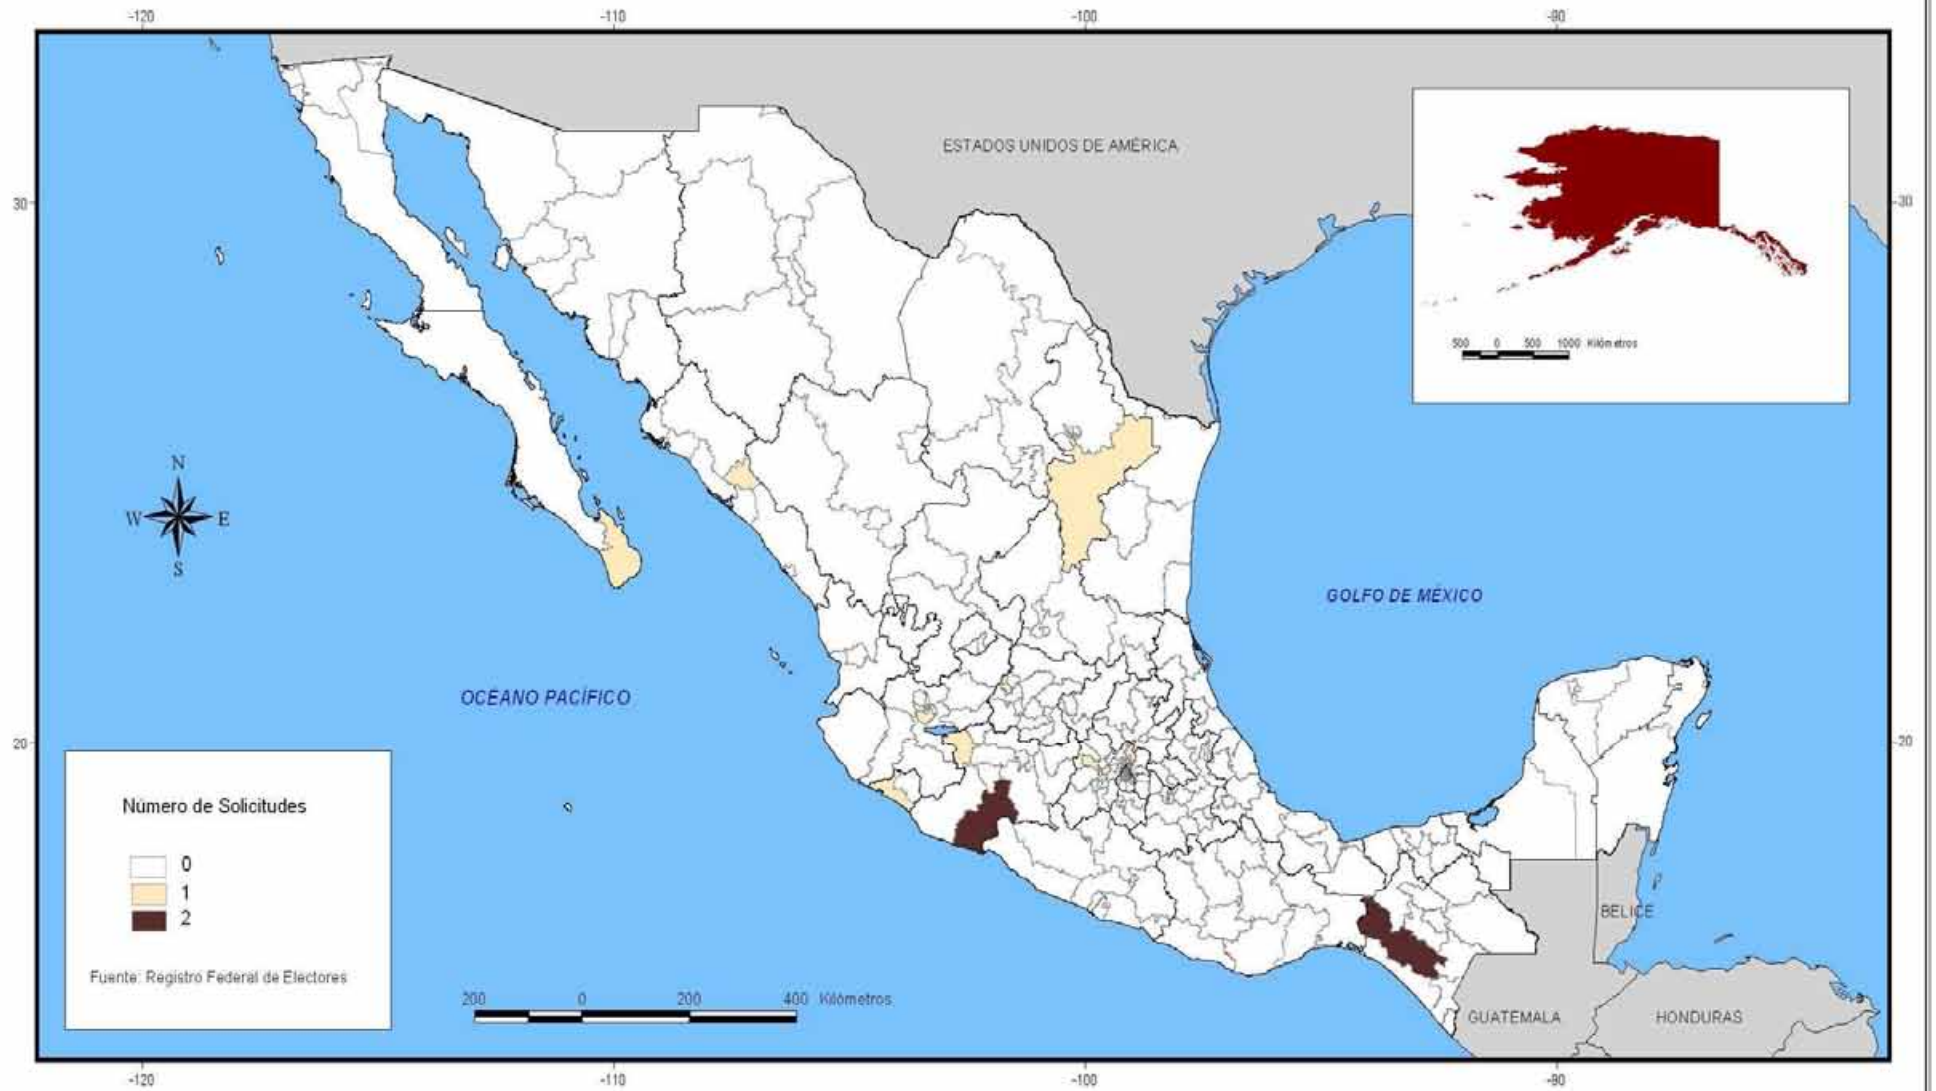 -120
-110
-100
-90
ESTADOS UNIDOS DE AMÉRICA
30
-30
500 0 500 1000 Kilómetros
N
W E
S
GOLFO DE MÉXICO
OCÉANO PACÍFICO
20
-20
Número de Solicitudes
0
1
2
Fuente: Registro Federal de Electores
200 0 200 400 Kilómetros
BELICE
GUATEMALA
HONDURAS
-120
-110
-100
-90